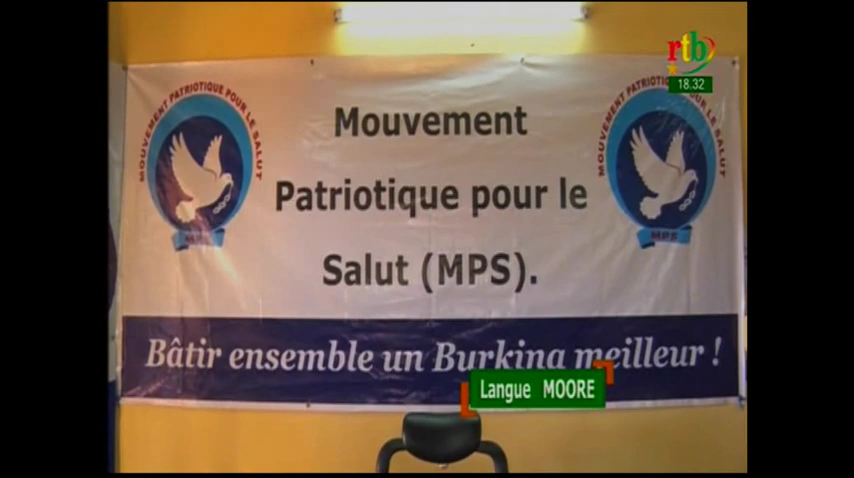 rtb
18.32
MOUVEMENT PATRIOTIQUE POUR LE SALUT
MPS
MOUVEMENT PATRIOTIQUE POUR LE SALUT
MPS
Mouvement
Patriotique pour le
Salut (MPS).
Bâtir ensemble un Burkina meilleur !
Langue MOORE